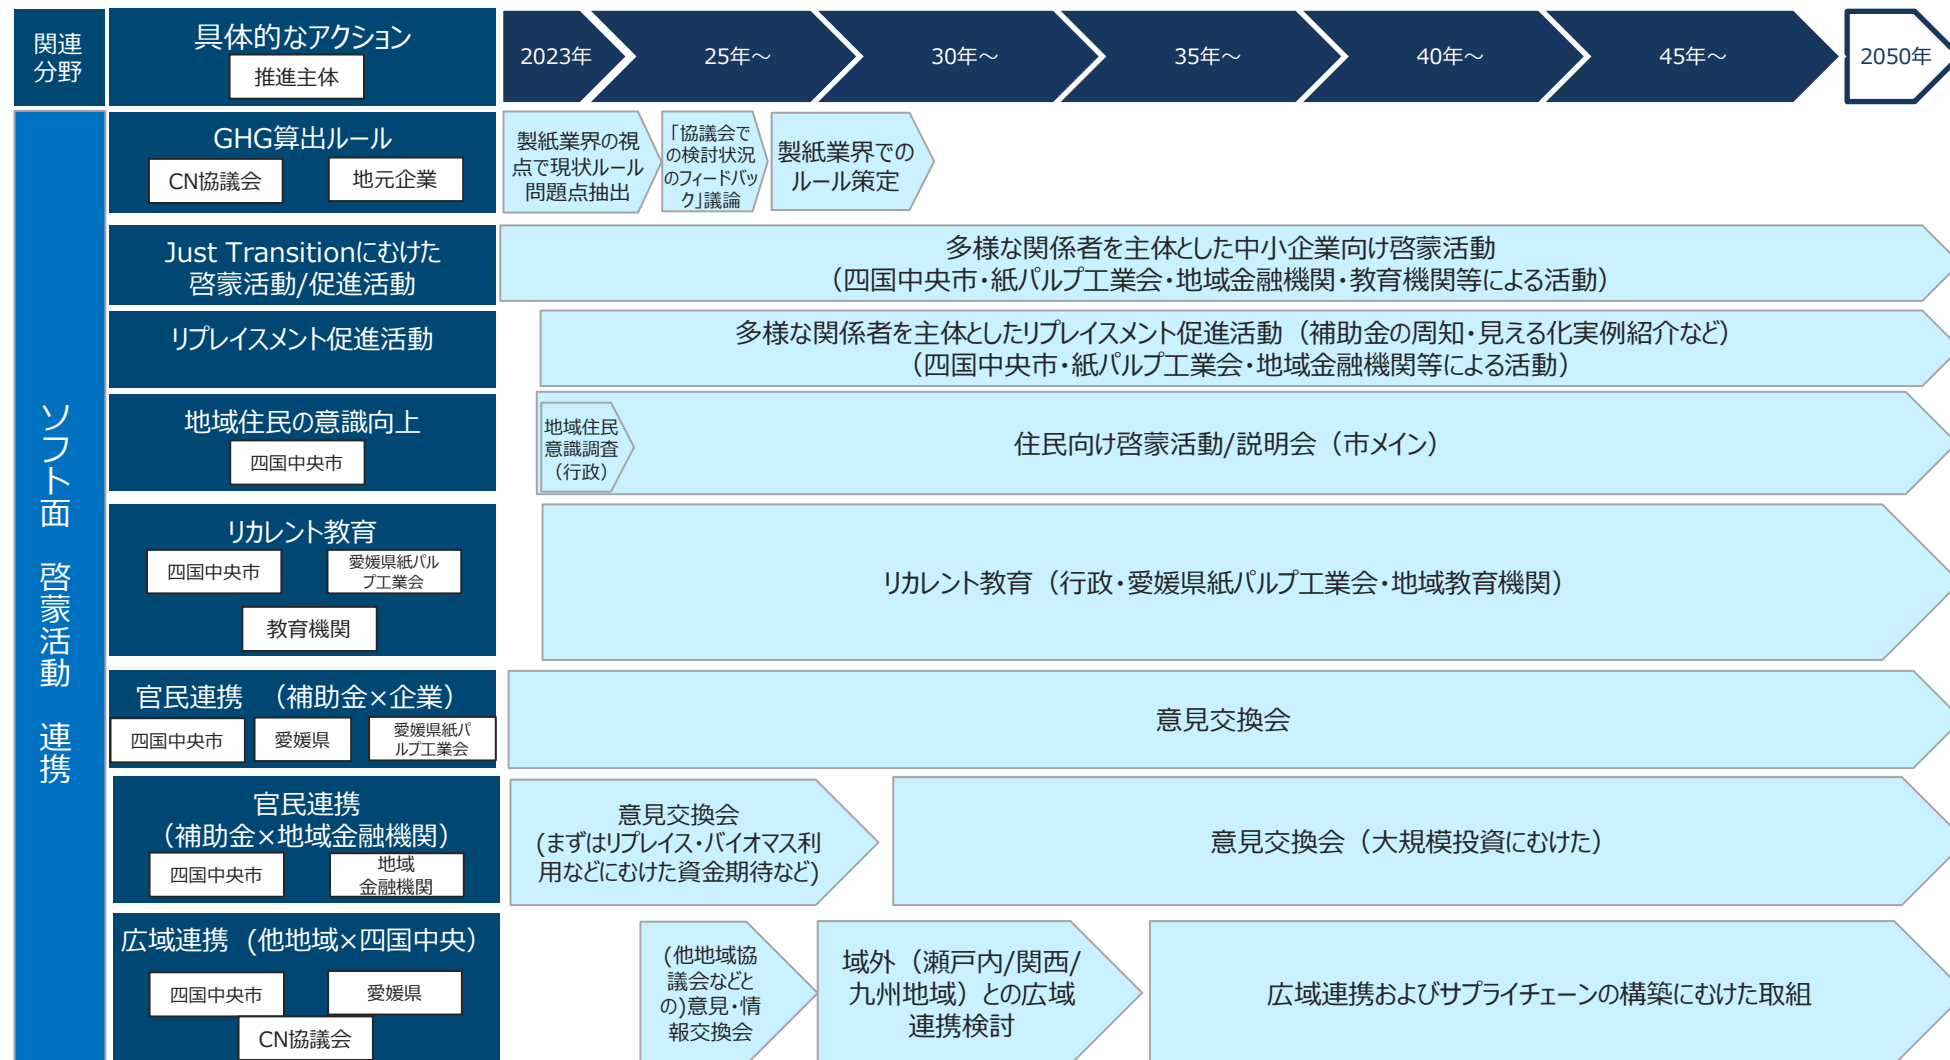 関連
分野
具体的なアクション
推進主体
2023年
25年～
30年～
35年～
40年～
45年～
2050年
ソフト面 啓蒙活動 連携
GHG算出ルール
CN協議会
地元企業
製紙業界の視
点で現状ルール
問題点抽出
「協議会で
の検討状況
のフィードバッ
ク」議論
製紙業界での
ルール策定
Just Transitionにむけた
啓蒙活動/促進活動
多様な関係者を主体とした中小企業向け啓蒙活動
（四国中央市・紙パルプ工業会・地域金融機関・教育機関等による活動）
リプレイスメント促進活動
多様な関係者を主体としたリプレイスメント促進活動（補助金の周知・見える化実例紹介など）
（四国中央市・紙パルプ工業会・地域金融機関等による活動）
地域住民の意識向上
四国中央市
地域住民
意識調査
（行政）
住民向け啓蒙活動/説明会（市メイン）
リカレント教育
四国中央市
愛媛県紙パル
プ工業会
教育機関
リカレント教育（行政・愛媛県紙パルプ工業会・地域教育機関）
官民連携 （補助金×企業）
四国中央市
愛媛県
愛媛県紙パ
ルプ工業会
意見交換会
官民連携
（補助金×地域金融機関）
四国中央市
地域
金融機関
意見交換会
(まずはリプレイス・バイオマス利
用などにむけた資金期待など)
意見交換会（大規模投資にむけた）
広域連携 (他地域×四国中央）
四国中央市
愛媛県
CN協議会
(他地域協
議会などと
の)意見・情
報交換会
域外（瀬戸内/関西/
九州地域）との広域
連携検討
広域連携およびサプライチェーンの構築にむけた取組